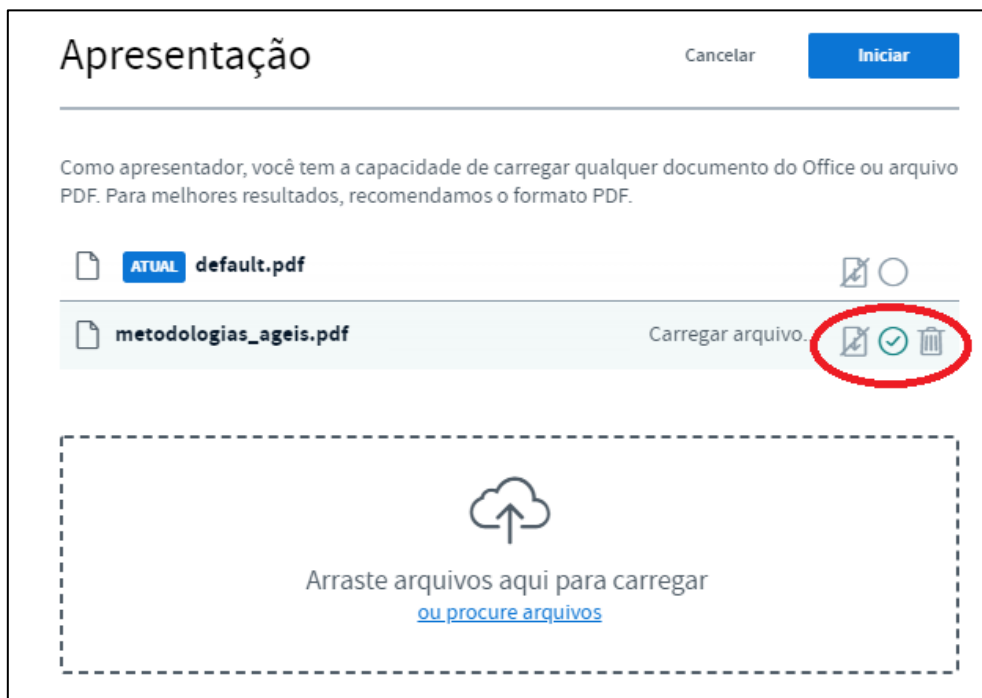 Apresentação
Cancelar
Iniciar
Como apresentador, você tem a capacidade de carregar qualquer documento do Office ou arquivo
PDF. Para melhores resultados, recomendamos o formato PDF.
ATUAL default.pdf
metodologias_ageis.pdf Carregar arquivo..
Arraste arquivos aqui para carregar
ou procure arquivos